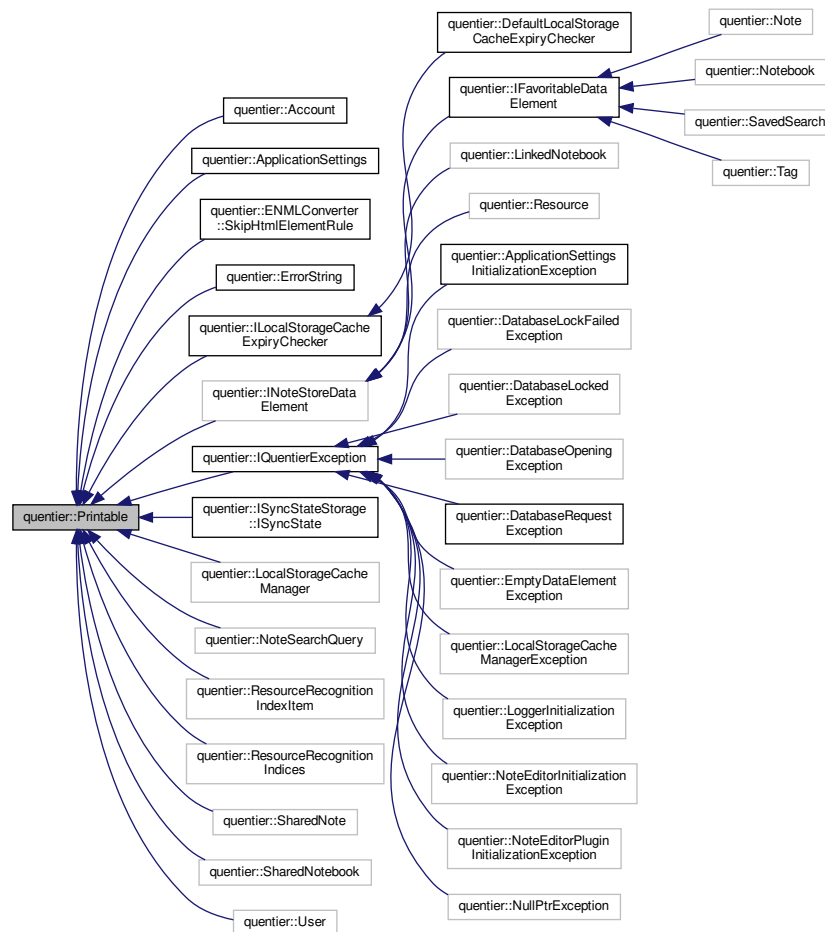 quentier::Printable
quentier::Account
quentier::ApplicationSettings
quentier::ENMLConverter
::SkipHtmlElementRule
quentier::ErrorString
quentier::ILocalStorageCache
ExpiryChecker
quentier::INoteStoreData
Element
quentier::IQuentierException
quentier::ISyncStateStorage
::ISyncState
quentier::LocalStorageCache
Manager
quentier::NoteSearchQuery
quentier::ResourceRecognition
IndexItem
quentier::ResourceRecognition
Indices
quentier::SharedNote
quentier::SharedNotebook
quentier::User
quentier::DefaultLocalStorage
CacheExpiryChecker
quentier::IFavoritableData
Element
quentier::LinkedNotebook
quentier::Resource
quentier::ApplicationSettings
InitializationException
quentier::DatabaseLockFailed
Exception
quentier::DatabaseLocked
Exception
quentier::DatabaseOpening
Exception
quentier::DatabaseRequest
Exception
quentier::EmptyDataElement
Exception
quentier::LocalStorageCache
ManagerException
quentier::LoggerInitialization
Exception
quentier::NoteEditorInitialization
Exception
quentier::NoteEditorPlugin
InitializationException
quentier::NullPtrException
quentier::Note
quentier::Notebook
quentier::SavedSearch
quentier::Tag